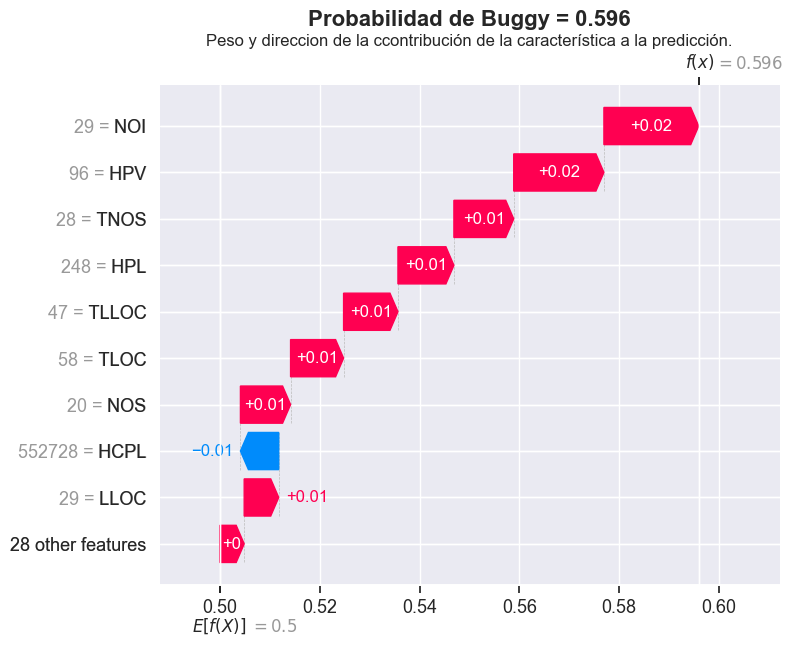 Probabilidad de Buggy = 0.596
Peso y direccion de la ccontribución de la característica a la predicción.
f(x) = 0.596
29 = NOI
+0.02
96 = HPV
+0.02
28 = TNOS
+0.01
248 = HPL
+0.01
47 = TLLOC
+0.01
58 = TLOC
+0.01
20 = NOS
+0.01
552728 = HCPL
−0.01
29 = LLOC
+0.01
28 other features
+0
0.50 0.52 0.54 0.56 0.58 0.60
E[f(X)] = 0.5